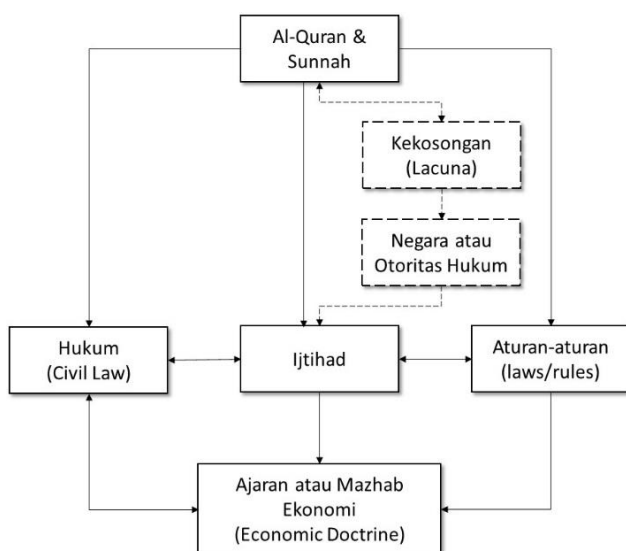 Al-Quran &
Sunnah
Kekosongan
(Lacuna)
Negara atau
Otoritas Hukum
Hukum
(Civil Law)
Ijtihad
Aturan-aturan
(laws/rules)
Ajaran atau Mazhab
Ekonomi
(Economic Doctrine)